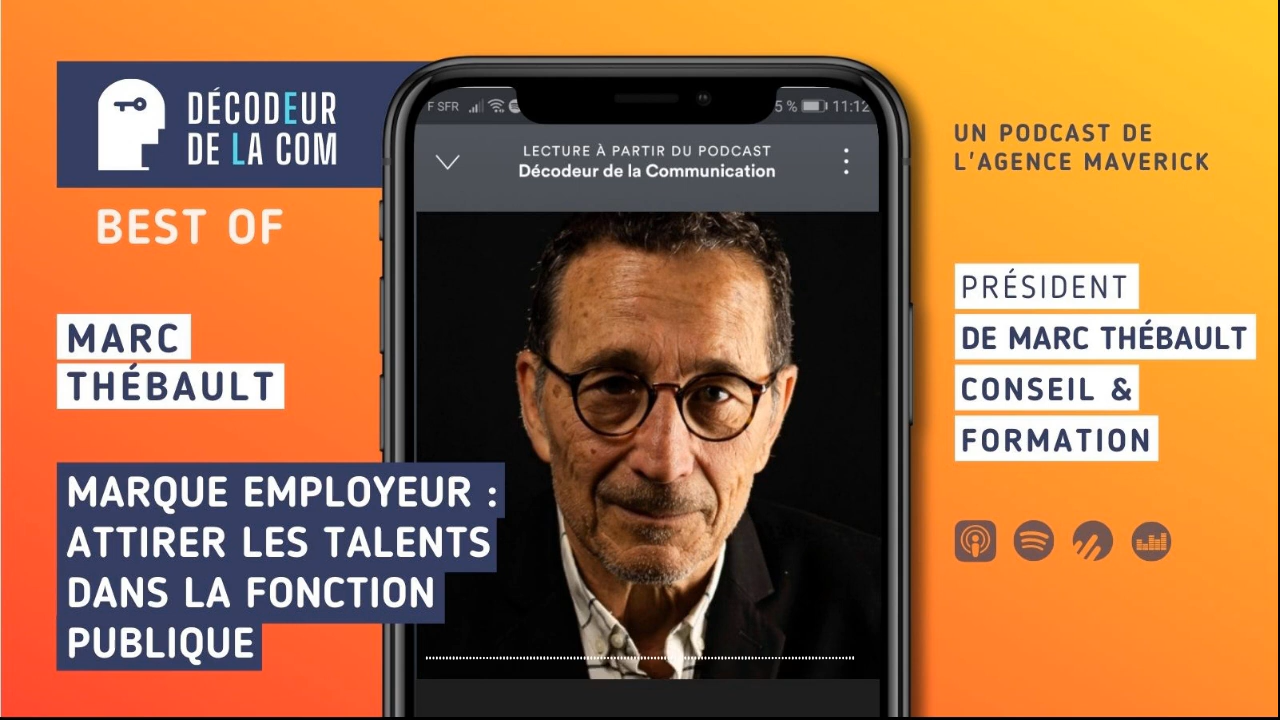 DÉCODEUR
DE LA COM
BEST OF
MARC
THÉBAULT
MARQUE EMPLOYEUR :
ATTIRER LES TALENTS
DANS LA FONCTION
PUBLIQUE
F SFR
5 % 11:12
LECTURE À PARTIR DU PODCAST
Décodeur de la Communication
UN PODCAST DE
L'AGENCE MAVERICK
PRÉSIDENT
DE MARC THÉBAULT
CONSEIL &
FORMATION